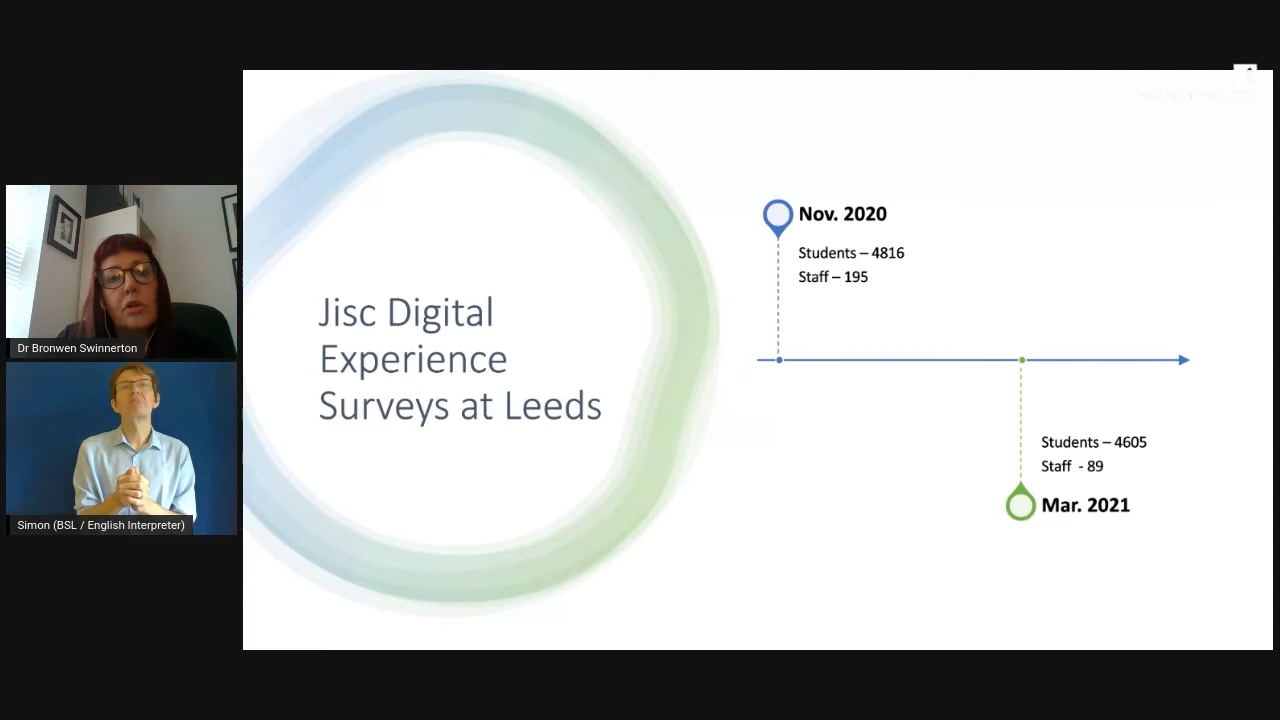 Jisc Digital
Experience
Surveys at Leeds
Nov. 2020
Students – 4816
Staff – 195
Students – 4605
Staff - 89
Mar. 2021
Dr Bronwen Swinnerton
Simon (BSL / English Interpreter)